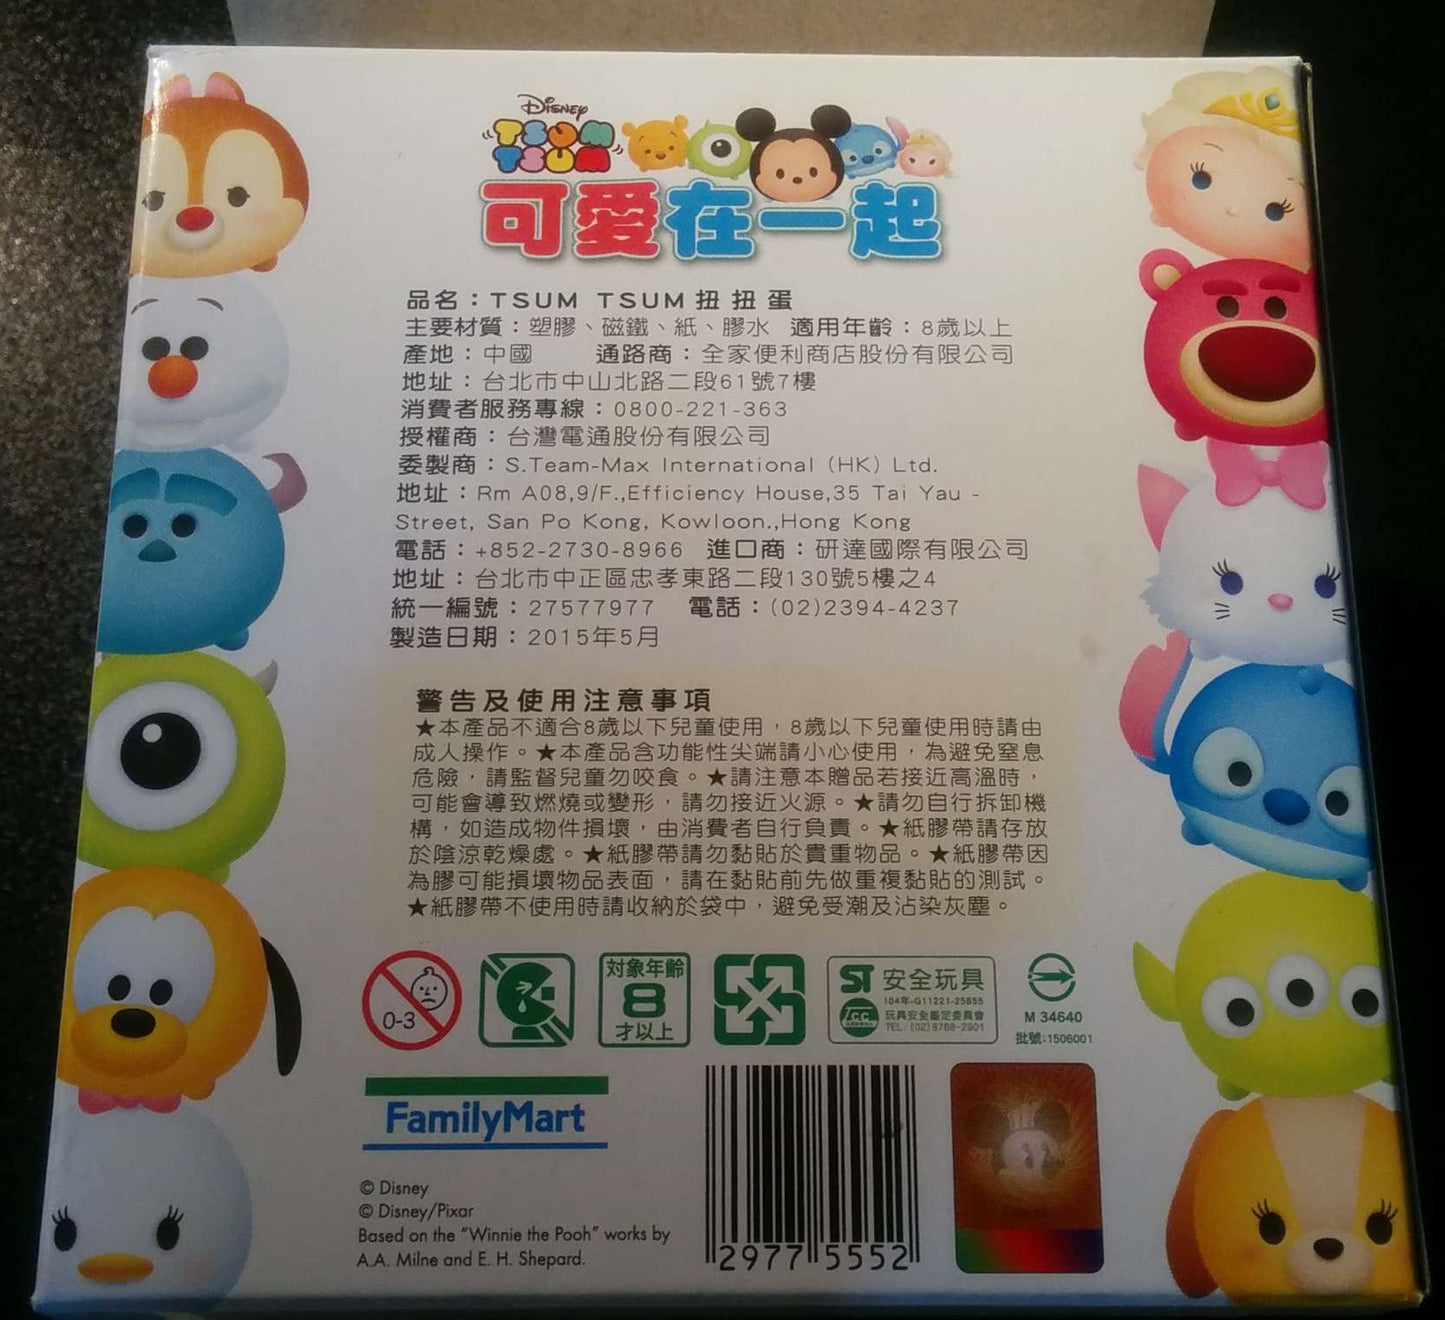 Disney
TSUM
TSUM
可愛在一起
品名：TSUM TSUM扭扭蛋
主要材質：塑膠、磁鐵、紙、膠水 適用年齡：8歲以上
產地：中國 通路商：全家便利商店股份有限公司
地址：台北市中山北路二段61號7樓
消費者服務專線：0800-221-363
授權商：台灣電通股份有限公司
委製商：S.Team-Max International (HK) Ltd.
地址：Rm A08,9/F.,Efficiency House,35 Tai Yau -
Street, San Po Kong, Kowloon.,Hong Kong
電話：+852-2730-8966 進口商：研達國際有限公司
地址：台北市中正區忠孝東路二段130號5樓之4
統一編號：27577977 電話：(02)2394-4237
製造日期：2015年5月
警告及使用注意事項
★本產品不適合8歲以下兒童使用，8歲以下兒童使用時請由
成人操作。★本產品含功能性尖端請小心使用，為避免窒息
危險，請監督兒童勿咬食。★請注意本贈品若接近高溫時，
可能會導致燃燒或變形，請勿接近火源。★請勿自行拆卸機
構，如造成物件損壞，由消費者自行負責。★紙膠帶請存放
於陰涼乾燥處。★紙膠帶請勿黏貼於貴重物品。★紙膠帶因
為膠可能損壞物品表面，請在黏貼前先做重複黏貼的測試。
★紙膠帶不使用時請收納於袋中，避免受潮及沾染灰塵。
0-3
対象年齡
8
才以上
ST 安全玩具
104年-G11221-25855
玩具安全鑑定委員會
TEL：(02)8768-2901
M 34640
批號:1506001
FamilyMart
© Disney
© Disney/Pixar
Based on the "Winnie the Pooh" works by
A.A. Milne and E. H. Shepard.
2977 5552